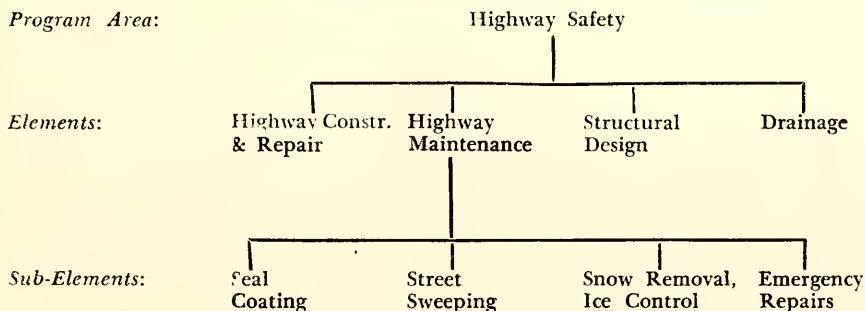 Program Area: Highway Safety
Elements: Highway Constr. Highway Structural Drainage
& Repair Maintenance Design
Sub-Elements: Seal Street Snow Removal, Emergency
Coating Sweeping Ice Control Repairs